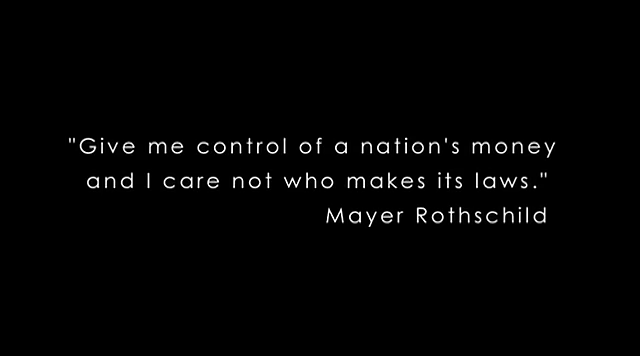 "Give me control of a nation's money
and I care not who makes its laws."
Mayer Rothschild